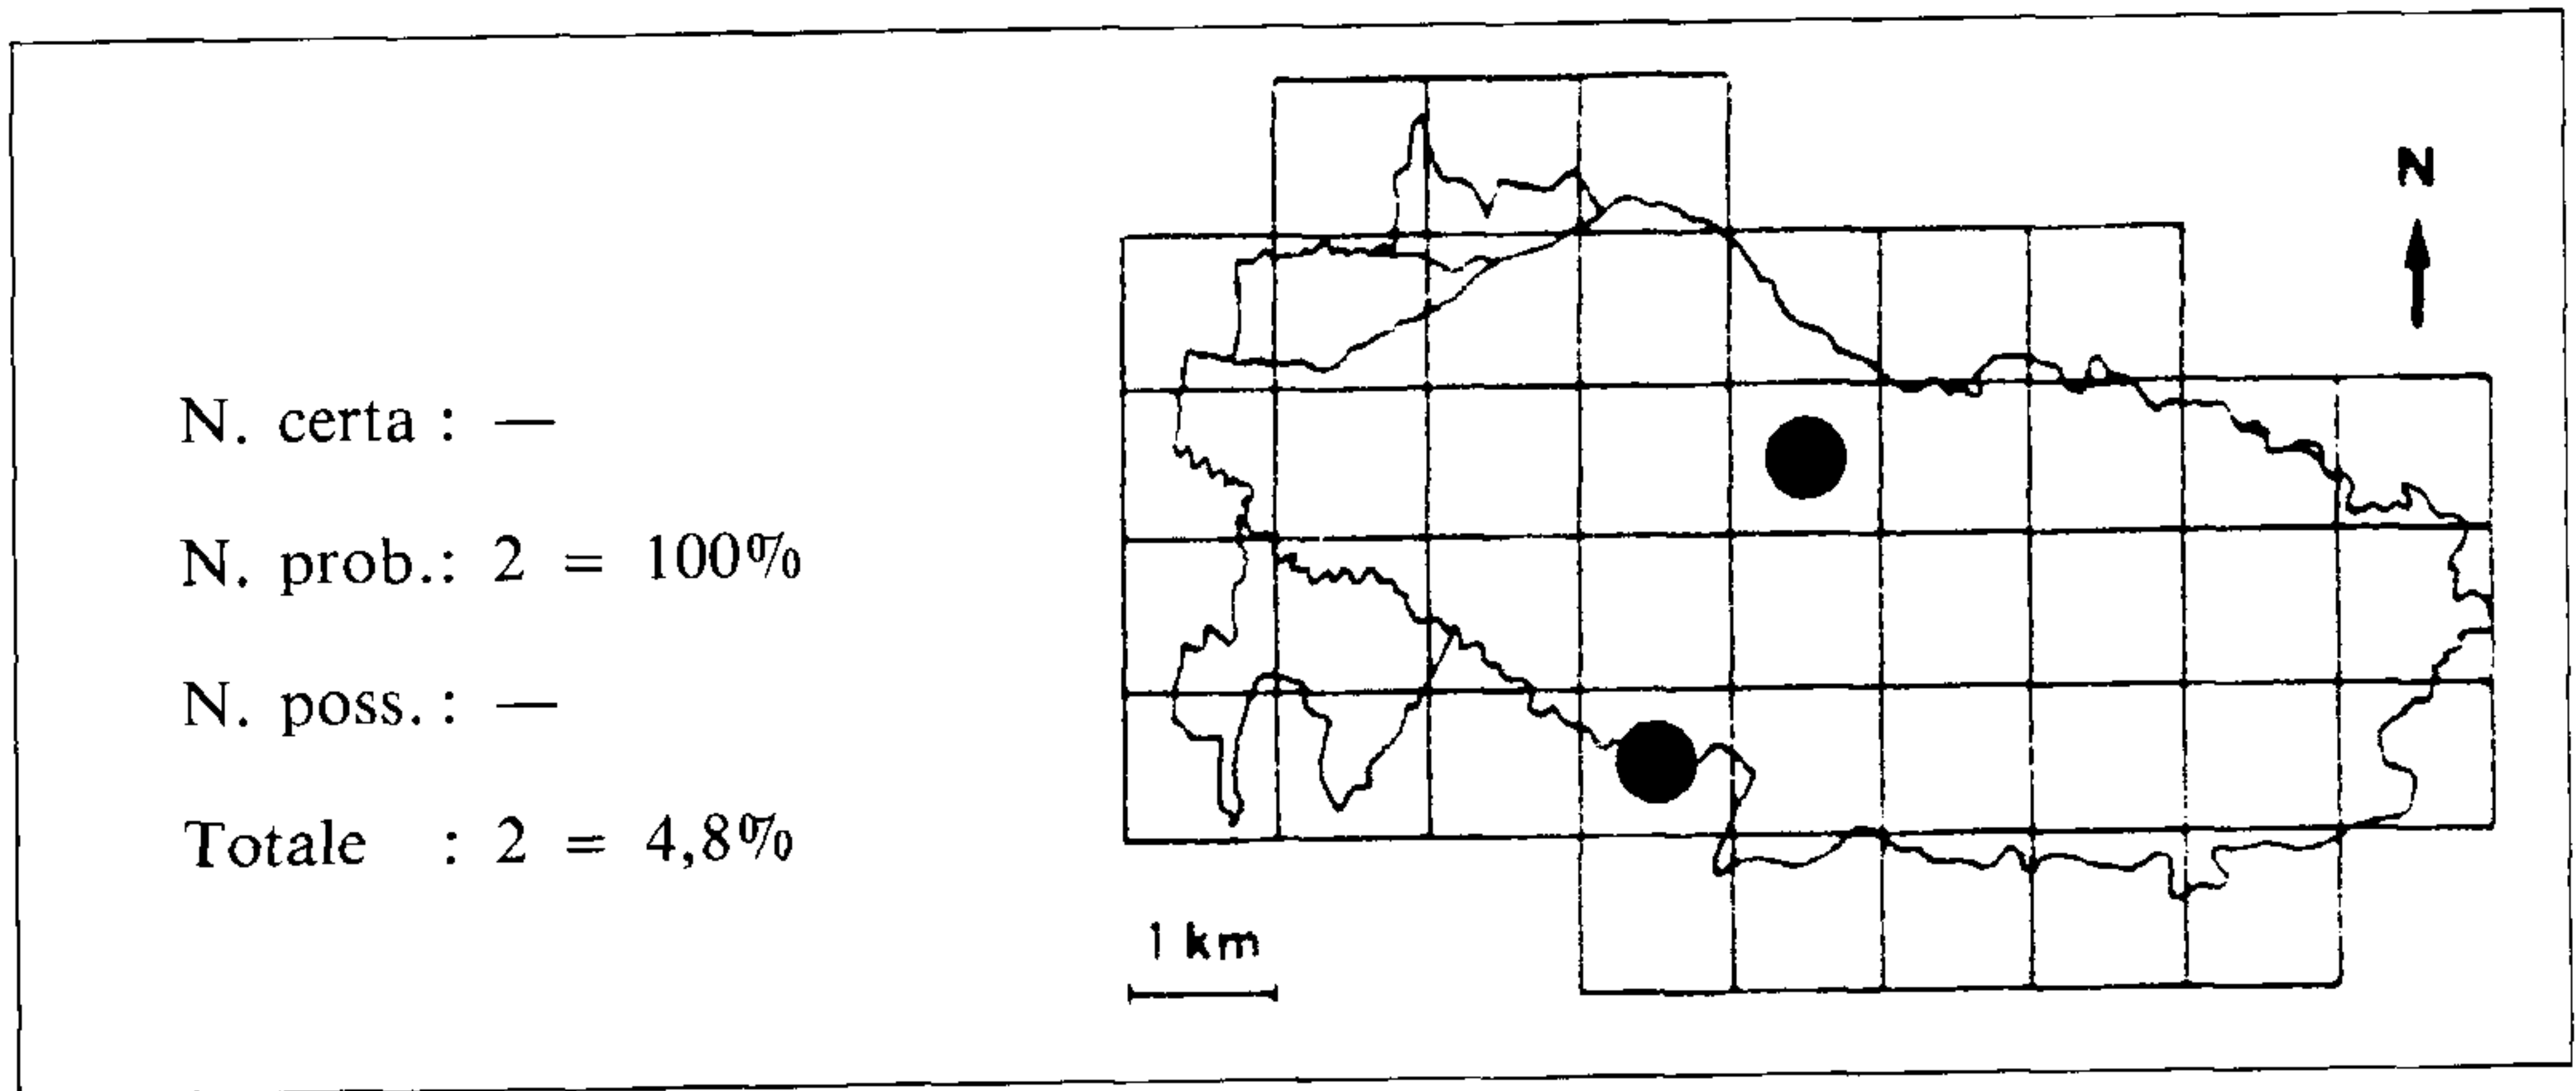 N. certa : —
N. prob.: 2 = 100%
N. poss. : —
Totale : 2 = 4,8%
N
1 km